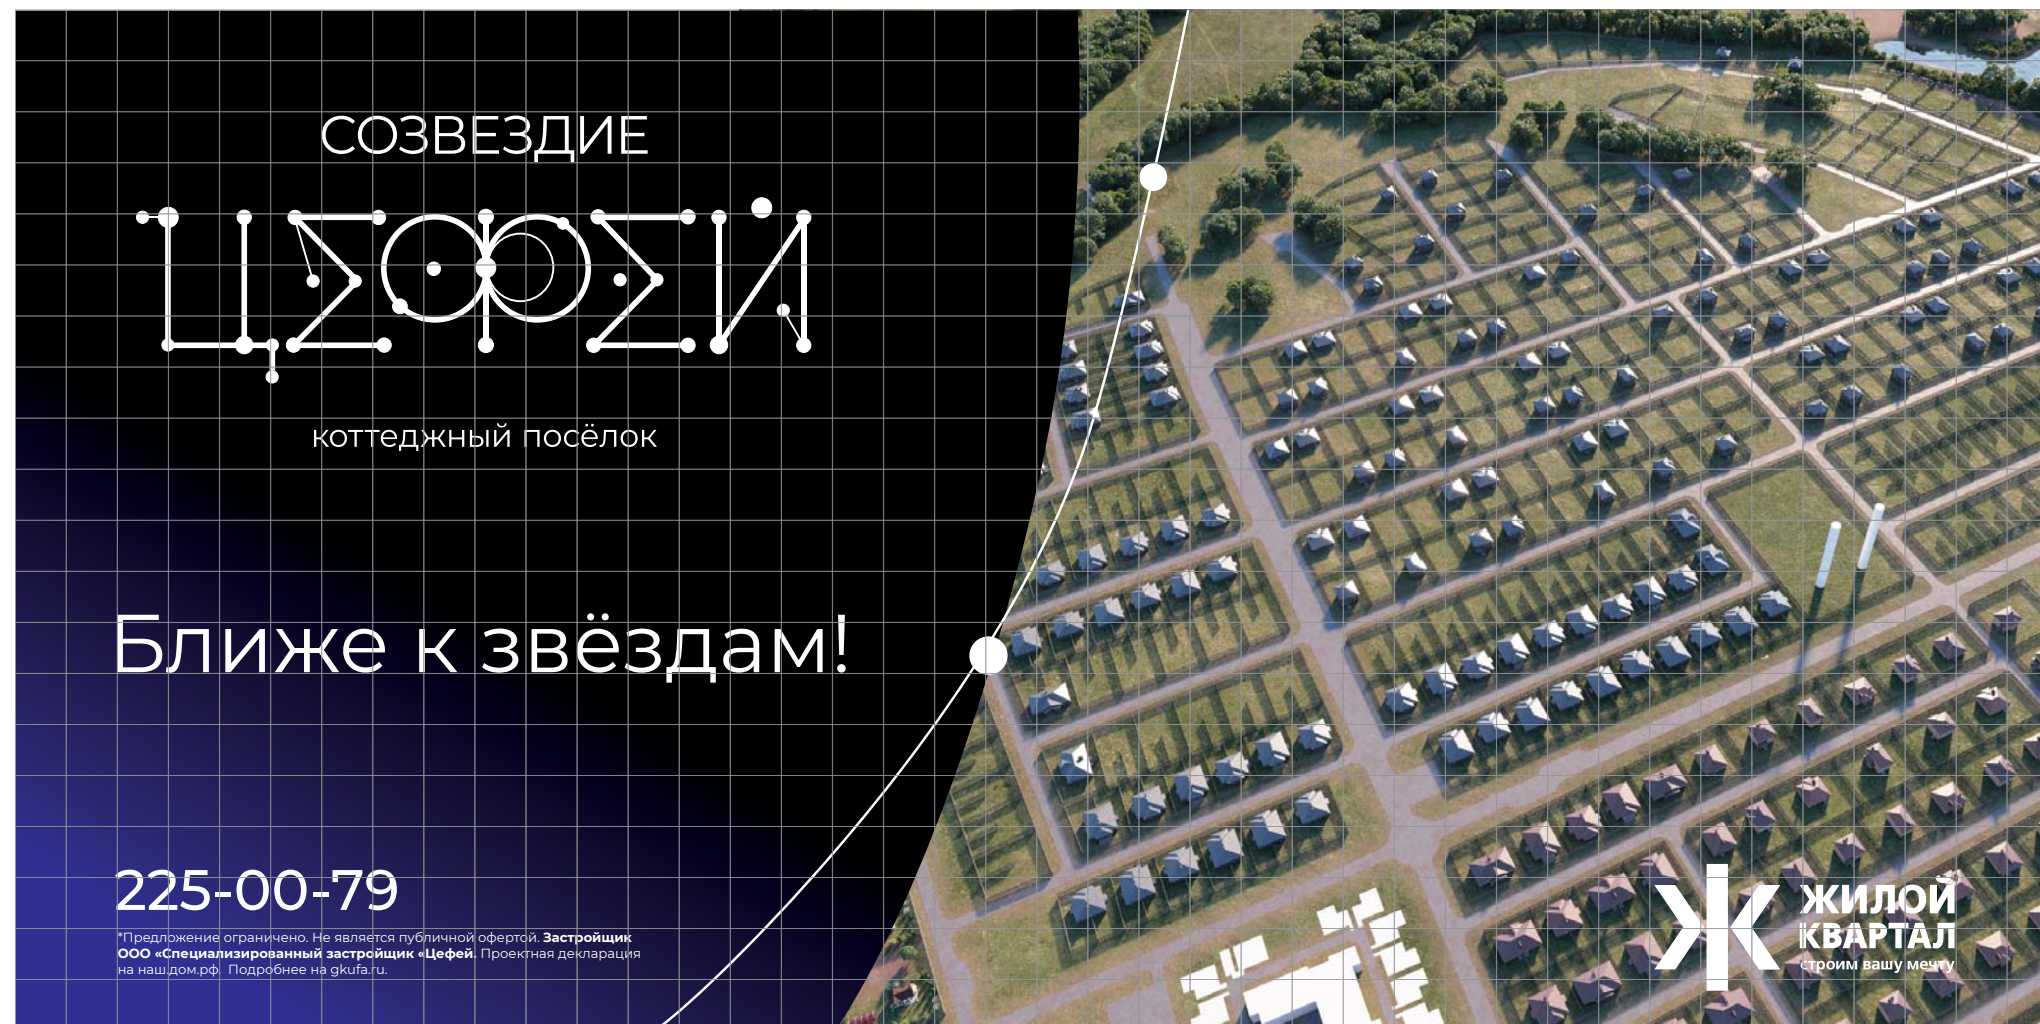 СОЗВЕЗДИЕ
ЦЕФЕЙ
коттеджный посёлок
Ближе к звёздам!
225-00-79
*Предложение ограничено. Не является публичной офертой. Застройщик
ООО «Специализированный застройщик «Цефей. Проектная декларация
на наш.дом.рф. Подробнее на gkufa.ru.
ЖК
ЖИЛОЙ
КВАРТАЛ
строим вашу мечту